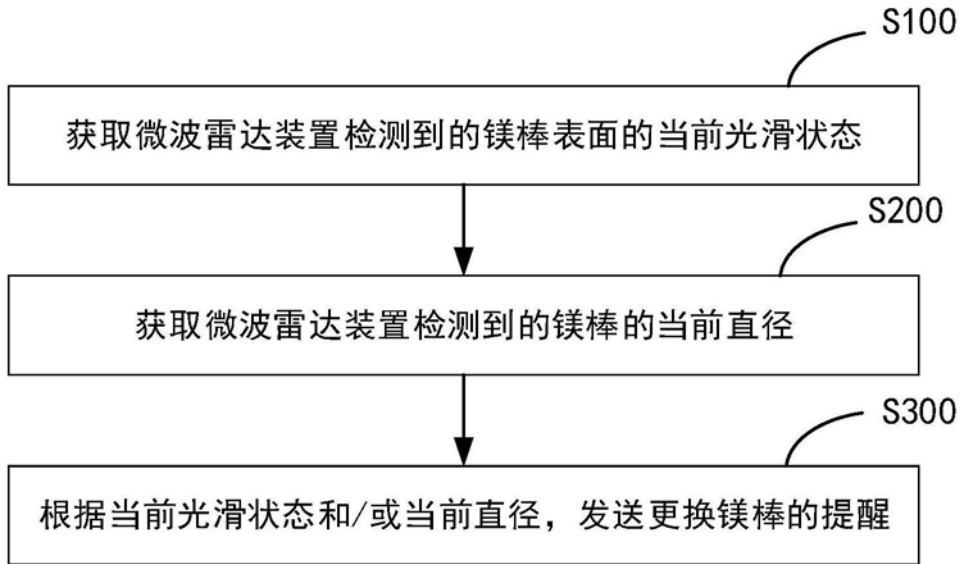 S100
获取微波雷达装置检测到的镁棒表面的当前光滑状态
S200
获取微波雷达装置检测到的镁棒的当前直径
S300
根据当前光滑状态和/或当前直径，发送更换镁棒的提醒